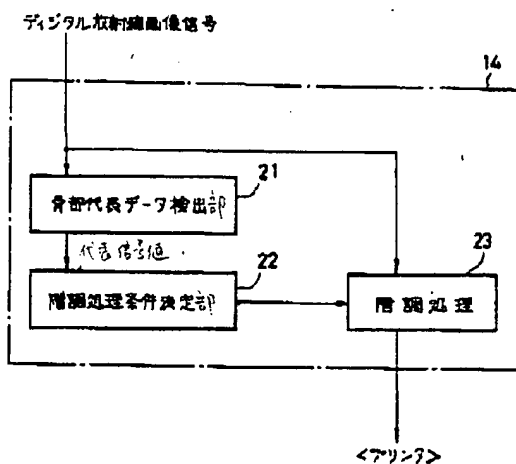 ディジタル放射線画像信号
14
21
骨部代表データ検出部
代表信号値
22
階調処理条件決定部
23
階調処理
<プリンタ>